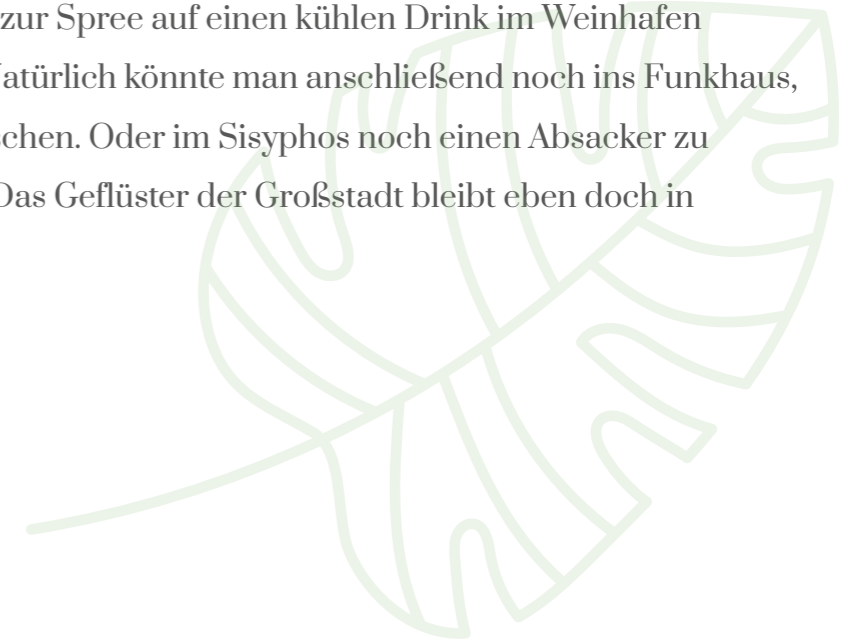 zur Spree auf einen kühlen Drink im Weinhafen
atürlich könnte man anschließend noch ins Funkhaus,
chen. Oder im Sisyphos noch einen Absacker zu
Das Geflüster der Großstadt bleibt eben doch in